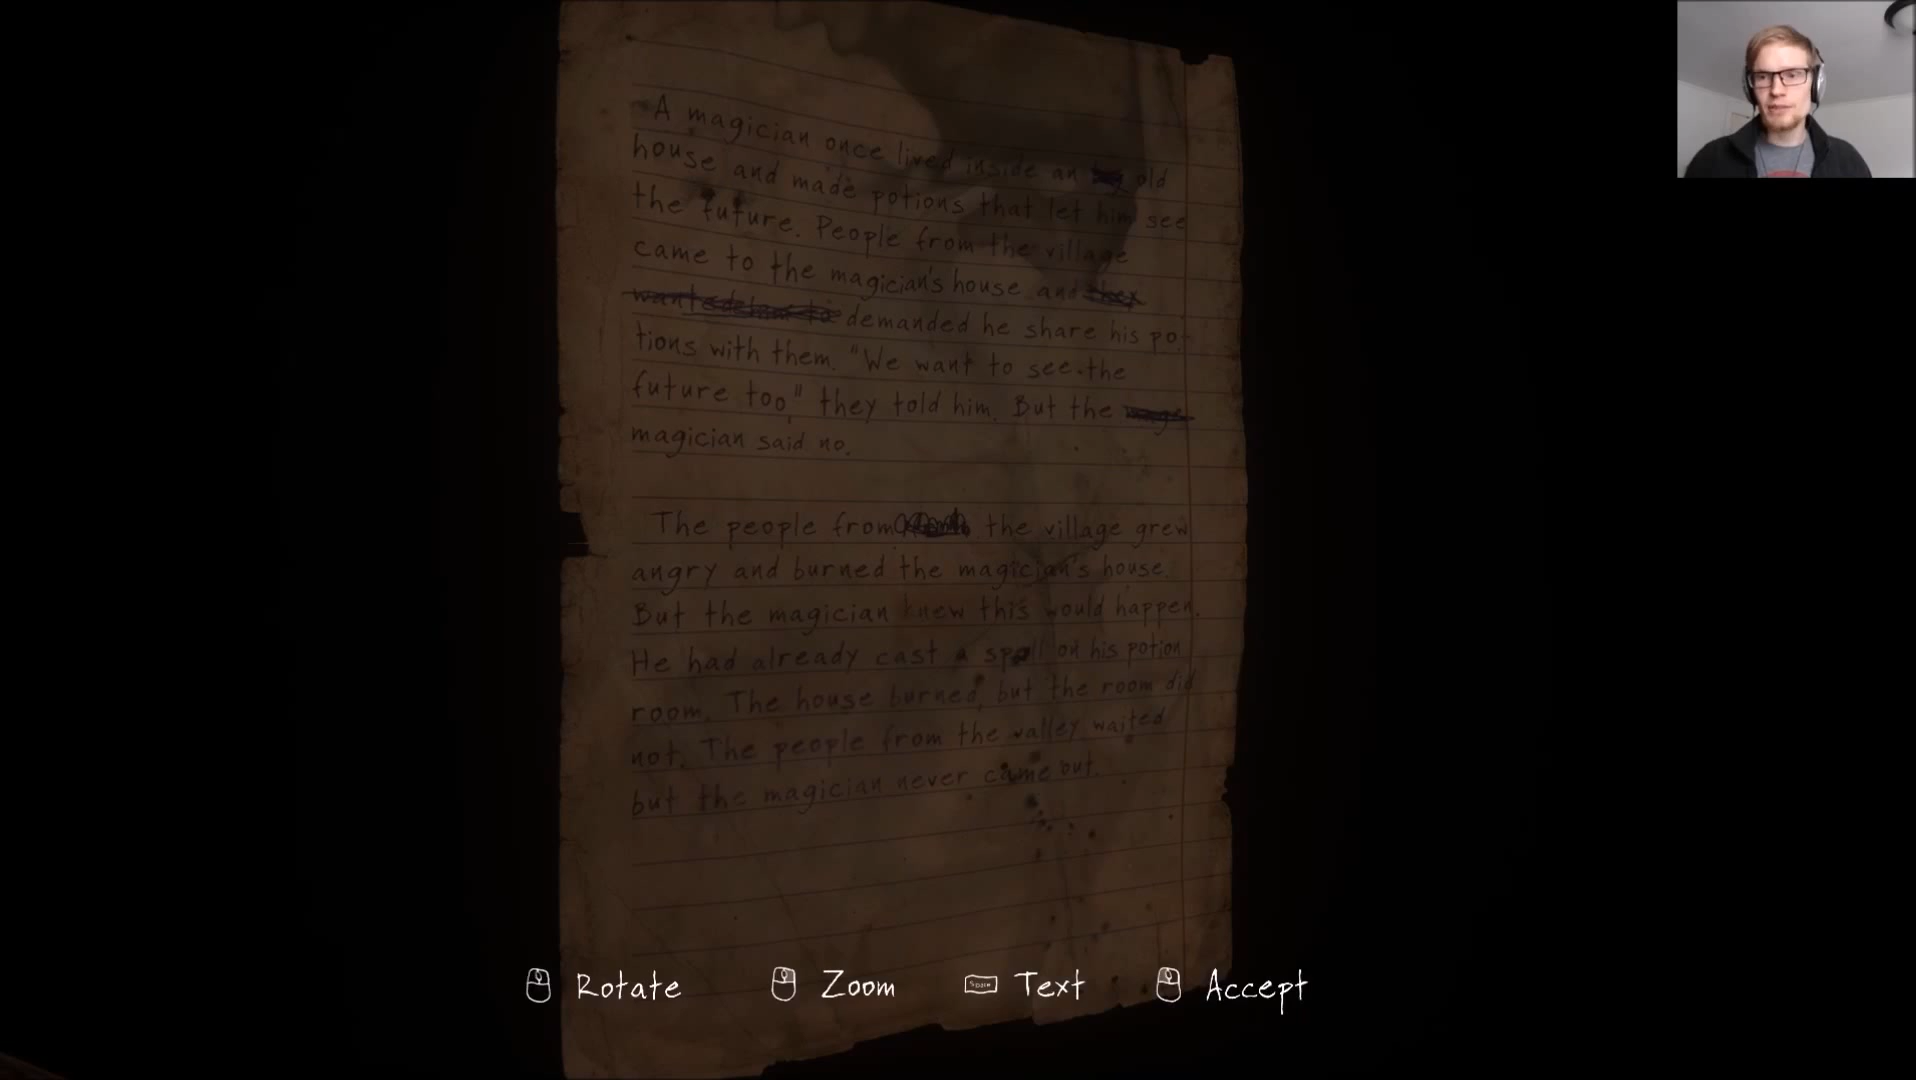 A magician once lived inside an old
house and made potions that let him see
the future. People from the village
came to the magician's house and they
wanted him to demanded he share his po-
tions with them. "We want to see the
future too," they told him. But the
magician said no.
The people from the village grew
angry and burned the magician's house.
But the magician knew this would happen.
He had already cast a spell on his potion
room. The house burned, but the room did
not. The people from the valley waited
but the magician never came out.
Rotate Zoom Space Text Accept